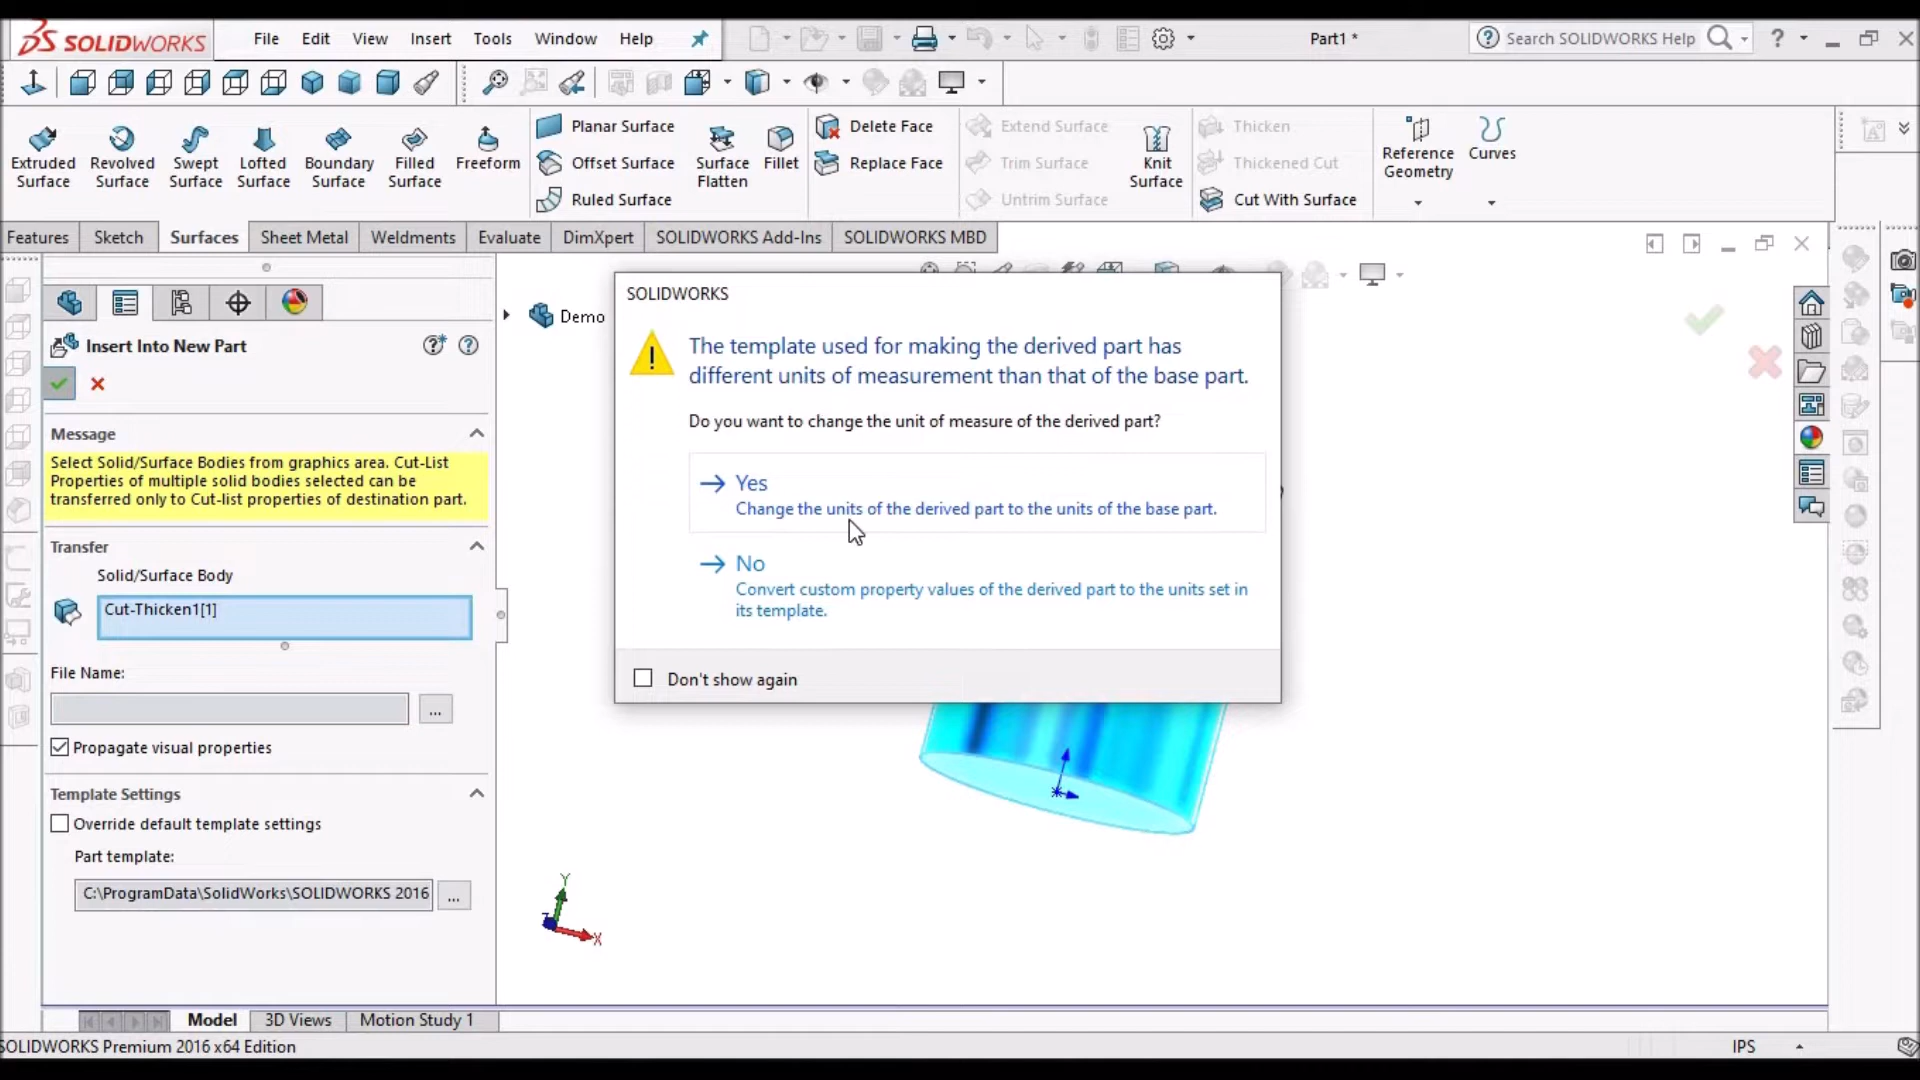 SOLIDWORKS
File Edit View Insert Tools Window Help
Part1 *
Search SOLIDWORKS Help
Extruded Surface
Revolved Surface
Swept Surface
Lofted Surface
Boundary Surface
Filled Surface
Freeform
Planar Surface
Offset Surface
Ruled Surface
Surface Flatten
Fillet
Delete Face
Replace Face
Extend Surface
Trim Surface
Untrim Surface
Knit Surface
Thicken
Thickened Cut
Cut With Surface
Reference Geometry
Curves
Features Sketch Surfaces Sheet Metal Weldments Evaluate DimXpert SOLIDWORKS Add-Ins SOLIDWORKS MBD
Insert Into New Part
Message
Select Solid/Surface Bodies from graphics area. Cut-List
Properties of multiple solid bodies selected can be
transferred only to Cut-list properties of destination part.
Transfer
Solid/Surface Body
Cut-Thicken1[1]
File Name:
...
Propagate visual properties
Template Settings
Override default template settings
Part template:
C:\ProgramData\SolidWorks\SOLIDWORKS 2016
...
Demo
SOLIDWORKS
The template used for making the derived part has
different units of measurement than that of the base part.
Do you want to change the unit of measure of the derived part?
Yes
Change the units of the derived part to the units of the base part.
No
Convert custom property values of the derived part to the units set in
its template.
Don't show again
Y
X
Z
Model 3D Views Motion Study 1
SOLIDWORKS Premium 2016 x64 Edition
IPS